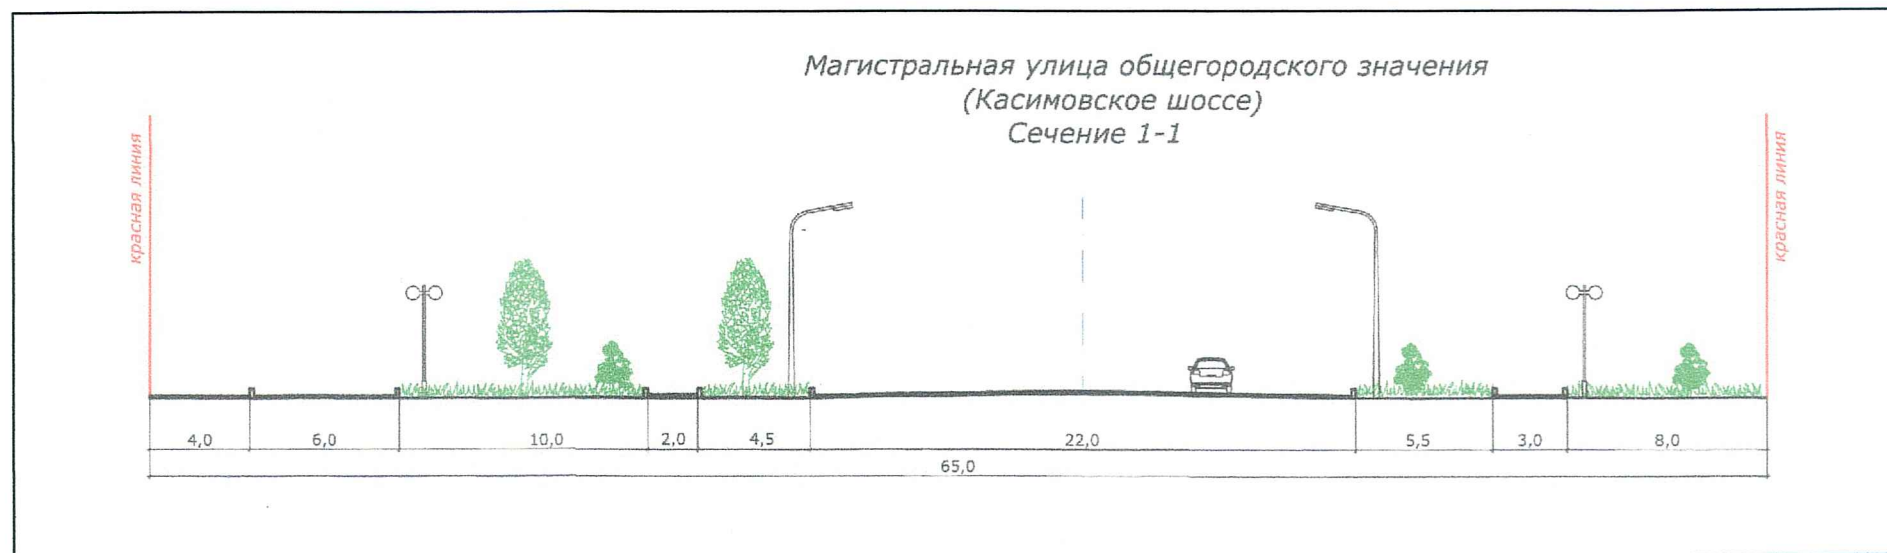 Магистральная улица общегородского значения
(Касимовское шоссе)
Сечение 1-1
красная линия
красная линия
4,0 6,0 10,0 2,0 4,5 22,0 5,5 3,0 8,0
65,0